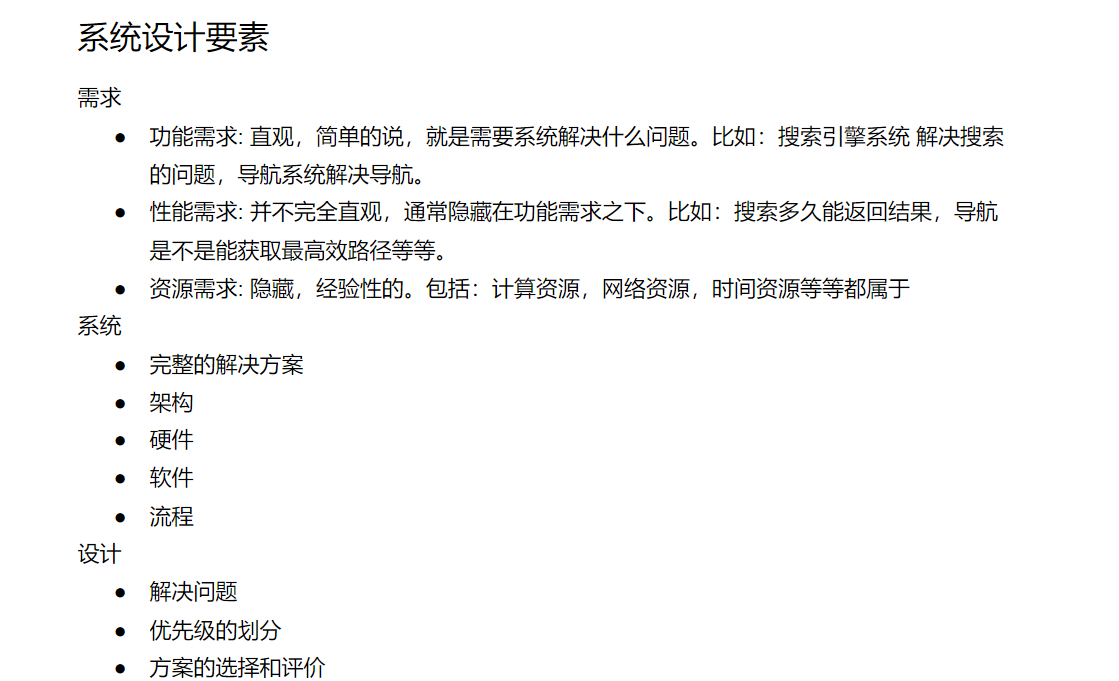 系统设计要素
需求
● 功能需求: 直观，简单的说，就是需要系统解决什么问题。比如：搜索引擎系统 解决搜索
的问题，导航系统解决导航。
● 性能需求: 并不完全直观，通常隐藏在功能需求之下。比如：搜索多久能返回结果，导航
是不是能获取最高效路径等等。
● 资源需求: 隐藏，经验性的。包括：计算资源，网络资源，时间资源等等都属于
系统
● 完整的解决方案
● 架构
● 硬件
● 软件
● 流程
设计
● 解决问题
● 优先级的划分
● 方案的选择和评价